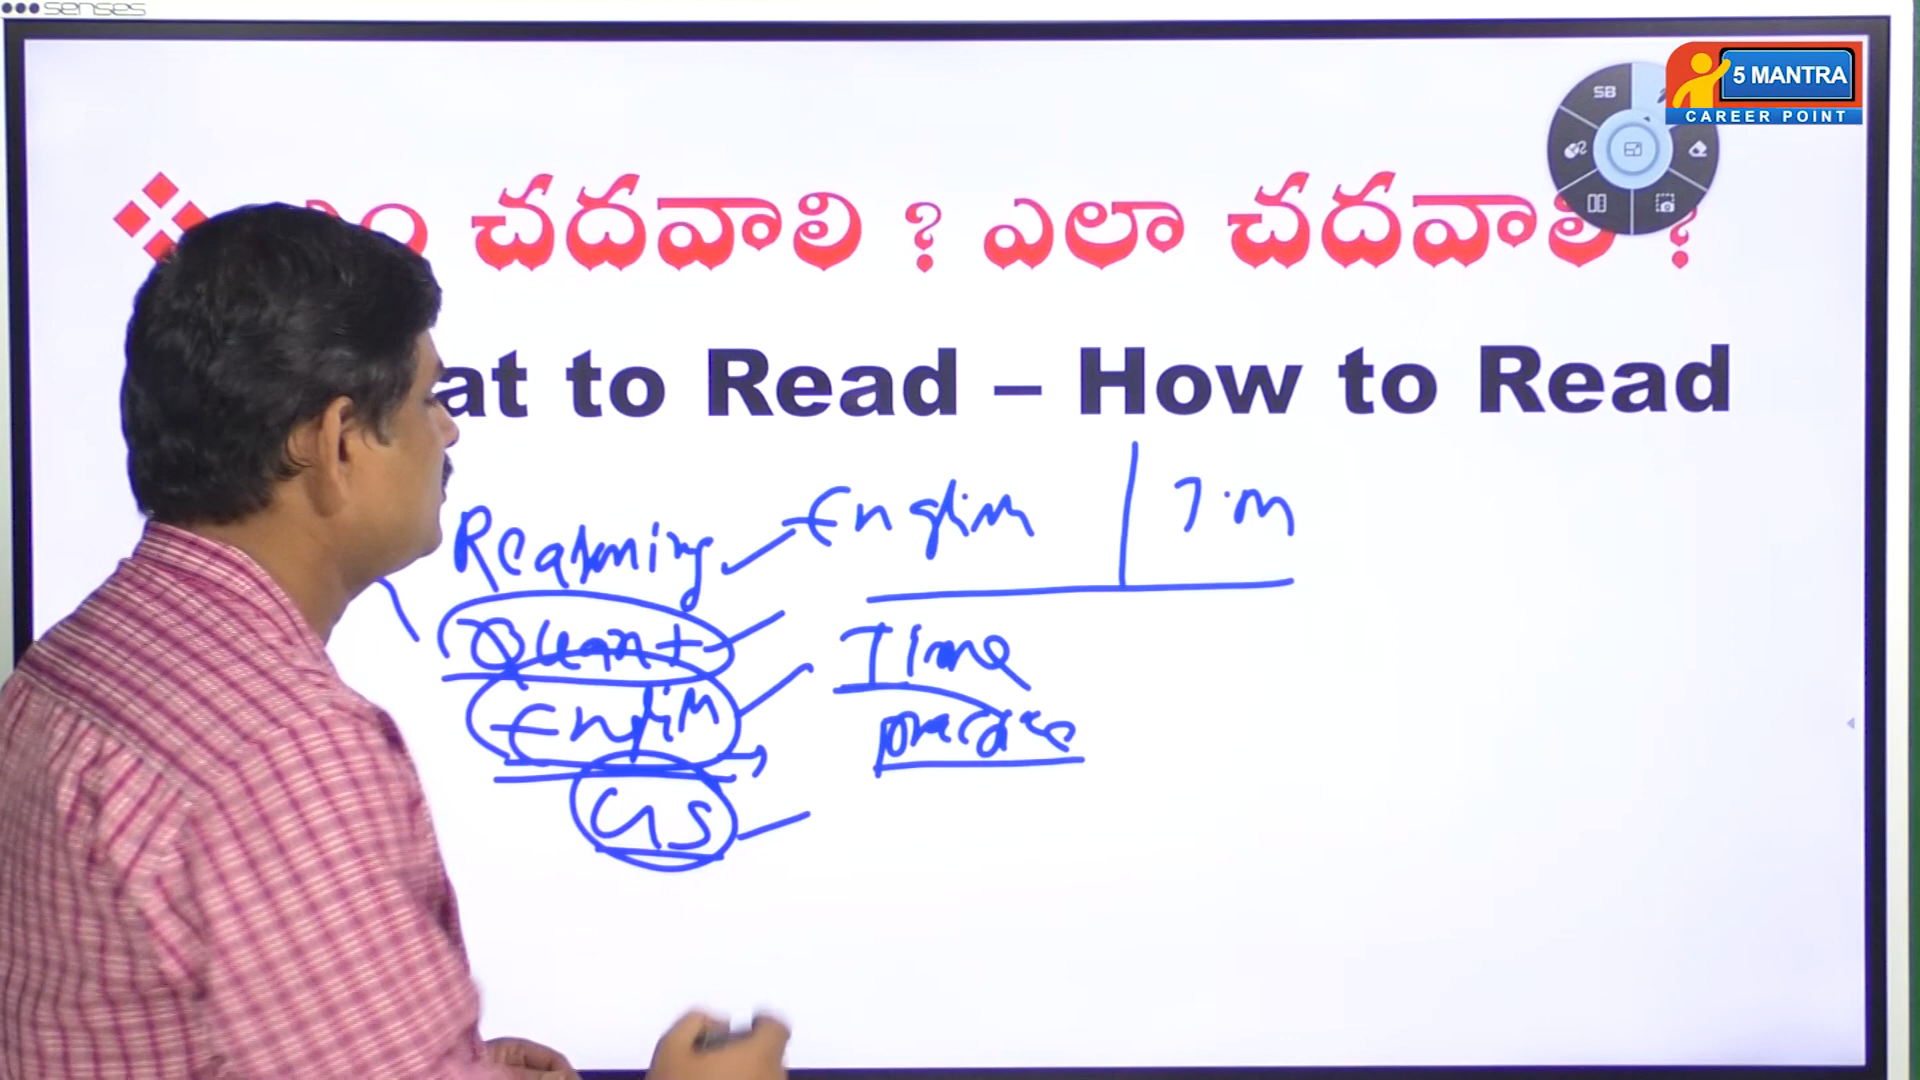 senses
5 MANTRA
CAREER POINT
SB
చదవాలి ? ఎలా చదవాలి ?
at to Read – How to Read
Reasoning English
Quant Time
English practice
GS